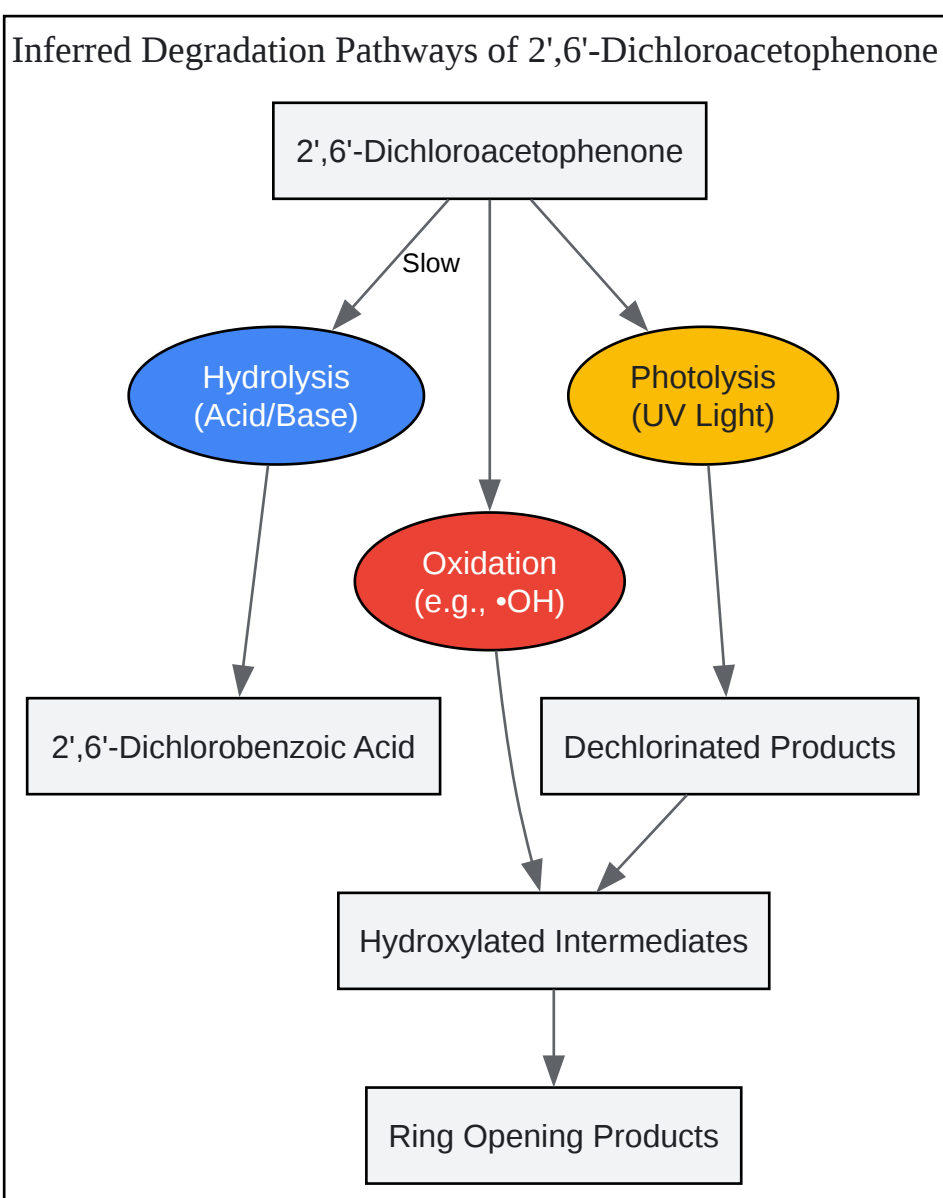 Inferred Degradation Pathways of 2',6'-Dichloroacetophenone
2',6'-Dichloroacetophenone
Slow
Hydrolysis
(Acid/Base)
Photolysis
(UV Light)
Oxidation
(e.g., •OH)
2',6'-Dichlorobenzoic Acid
Dechlorinated Products
Hydroxylated Intermediates
Ring Opening Products